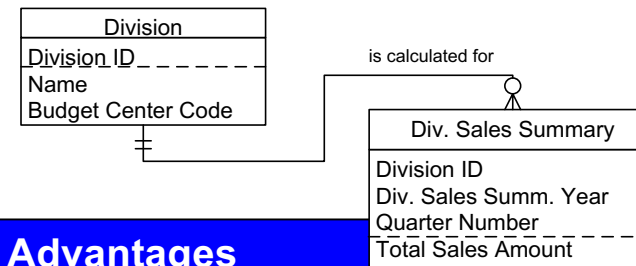 Division
Division ID
Name
Budget Center Code
is calculated for
Div. Sales Summary
Division ID
Div. Sales Summ. Year
Quarter Number
Total Sales Amount
Advantages